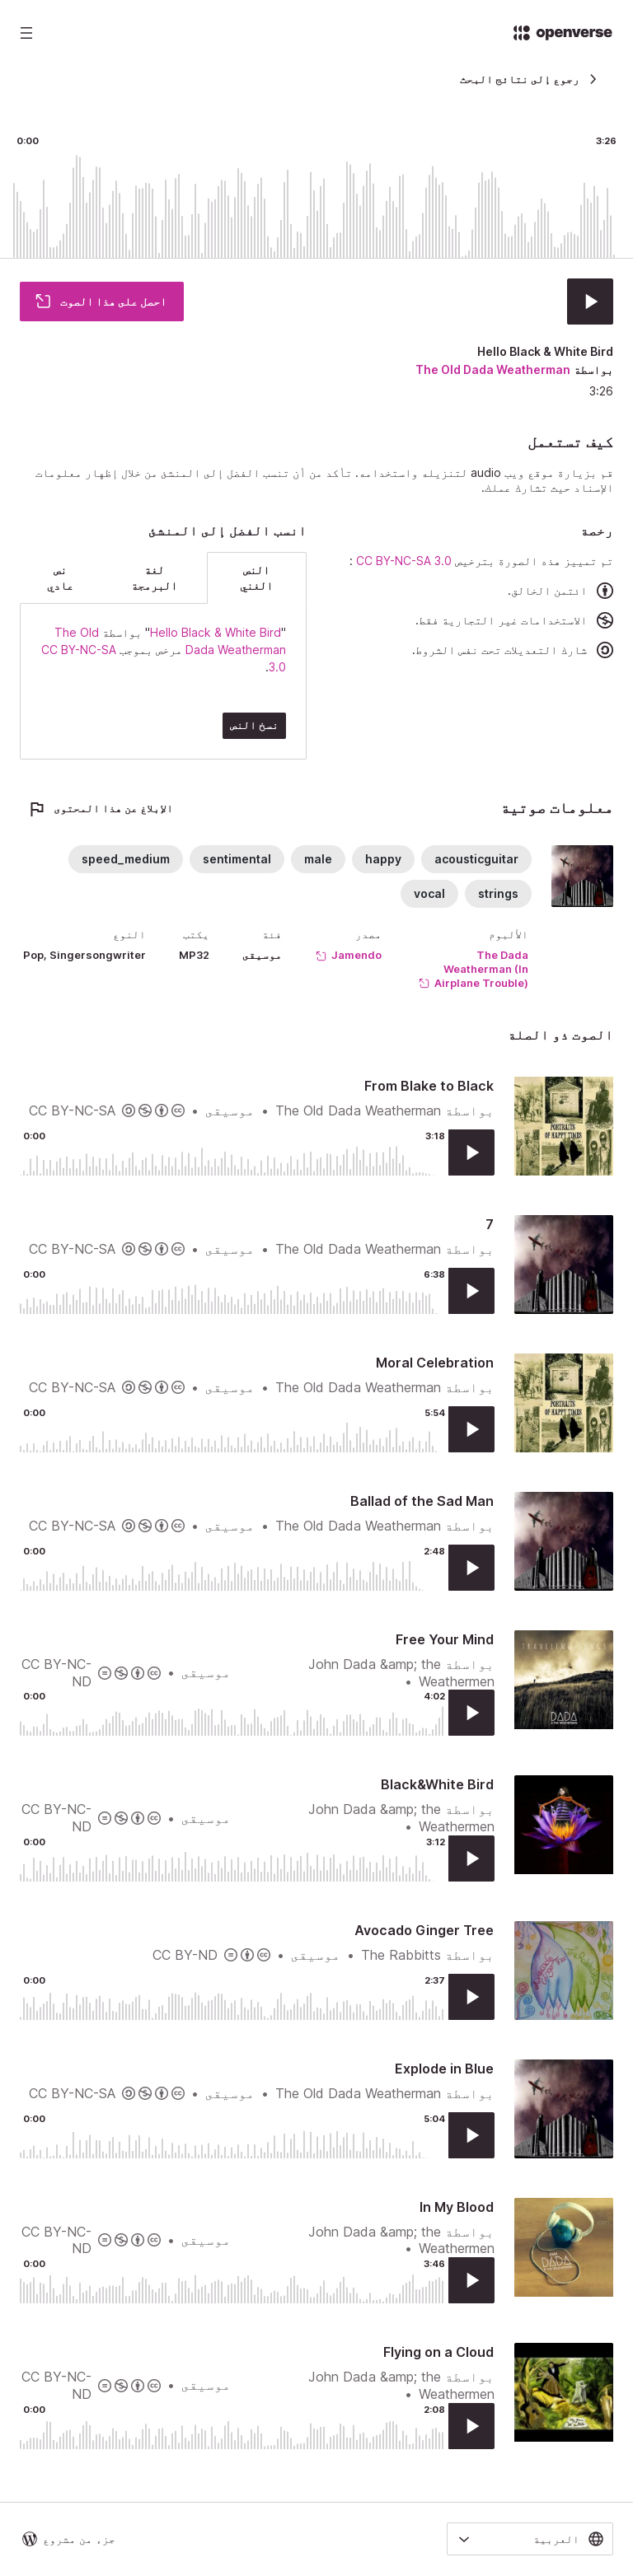 openverse
رجوع إلى نتائج البحث
0:00 3:26
احصل على هذا الصوت
Hello Black & White Bird
بواسطة The Old Dada Weatherman
3:26
كيف تستعمل
قم بزيارة موقع ويب audio لتنزيله واستخدامه. تأكد من أن تنسب الفضل إلى المنشئ من خلال إظهار معلومات
الإسناد حيث تشارك عملك.
رخصة
تم تمييز هذه الصورة بترخيص CC BY-NC-SA 3.0 :
ائتمن الخالق.
الاستخدامات غير التجارية فقط.
شارك التعديلات تحت نفس الشروط.
انسب الفضل إلى المنشئ
النص الغني
لغة البرمجة
نص عادي
"Hello Black & White Bird" بواسطة The Old
Dada Weatherman مرخص بموجب CC BY-NC-SA
3.0.
نسخ النص
معلومات صوتية
الإبلاغ عن هذا المحتوى
acousticguitar happy male sentimental speed_medium
strings vocal
الألبوم
The Dada
Weatherman (In
Airplane Trouble)
مصدر
Jamendo
فئة
موسيقى
يكتب
MP32
النوع
Pop, Singersongwriter
الصوت ذو الصلة
From Blake to Black
بواسطة The Old Dada Weatherman • موسيقى • CC BY-NC-SA
0:00 3:18
7
بواسطة The Old Dada Weatherman • موسيقى • CC BY-NC-SA
0:00 6:38
Moral Celebration
بواسطة The Old Dada Weatherman • موسيقى • CC BY-NC-SA
0:00 5:54
Ballad of the Sad Man
بواسطة The Old Dada Weatherman • موسيقى • CC BY-NC-SA
0:00 2:48
Free Your Mind
بواسطة John Dada &amp; the
Weathermen • موسيقى • CC BY-NC-
ND
0:00 4:02
Black&White Bird
بواسطة John Dada &amp; the
Weathermen • موسيقى • CC BY-NC-
ND
0:00 3:12
Avocado Ginger Tree
بواسطة The Rabbitts • موسيقى • CC BY-ND
0:00 2:37
Explode in Blue
بواسطة The Old Dada Weatherman • موسيقى • CC BY-NC-SA
0:00 5:04
In My Blood
بواسطة John Dada &amp; the
Weathermen • موسيقى • CC BY-NC-
ND
0:00 3:46
Flying on a Cloud
بواسطة John Dada &amp; the
Weathermen • موسيقى • CC BY-NC-
ND
0:00 2:08
العربية
جزء من مشروع